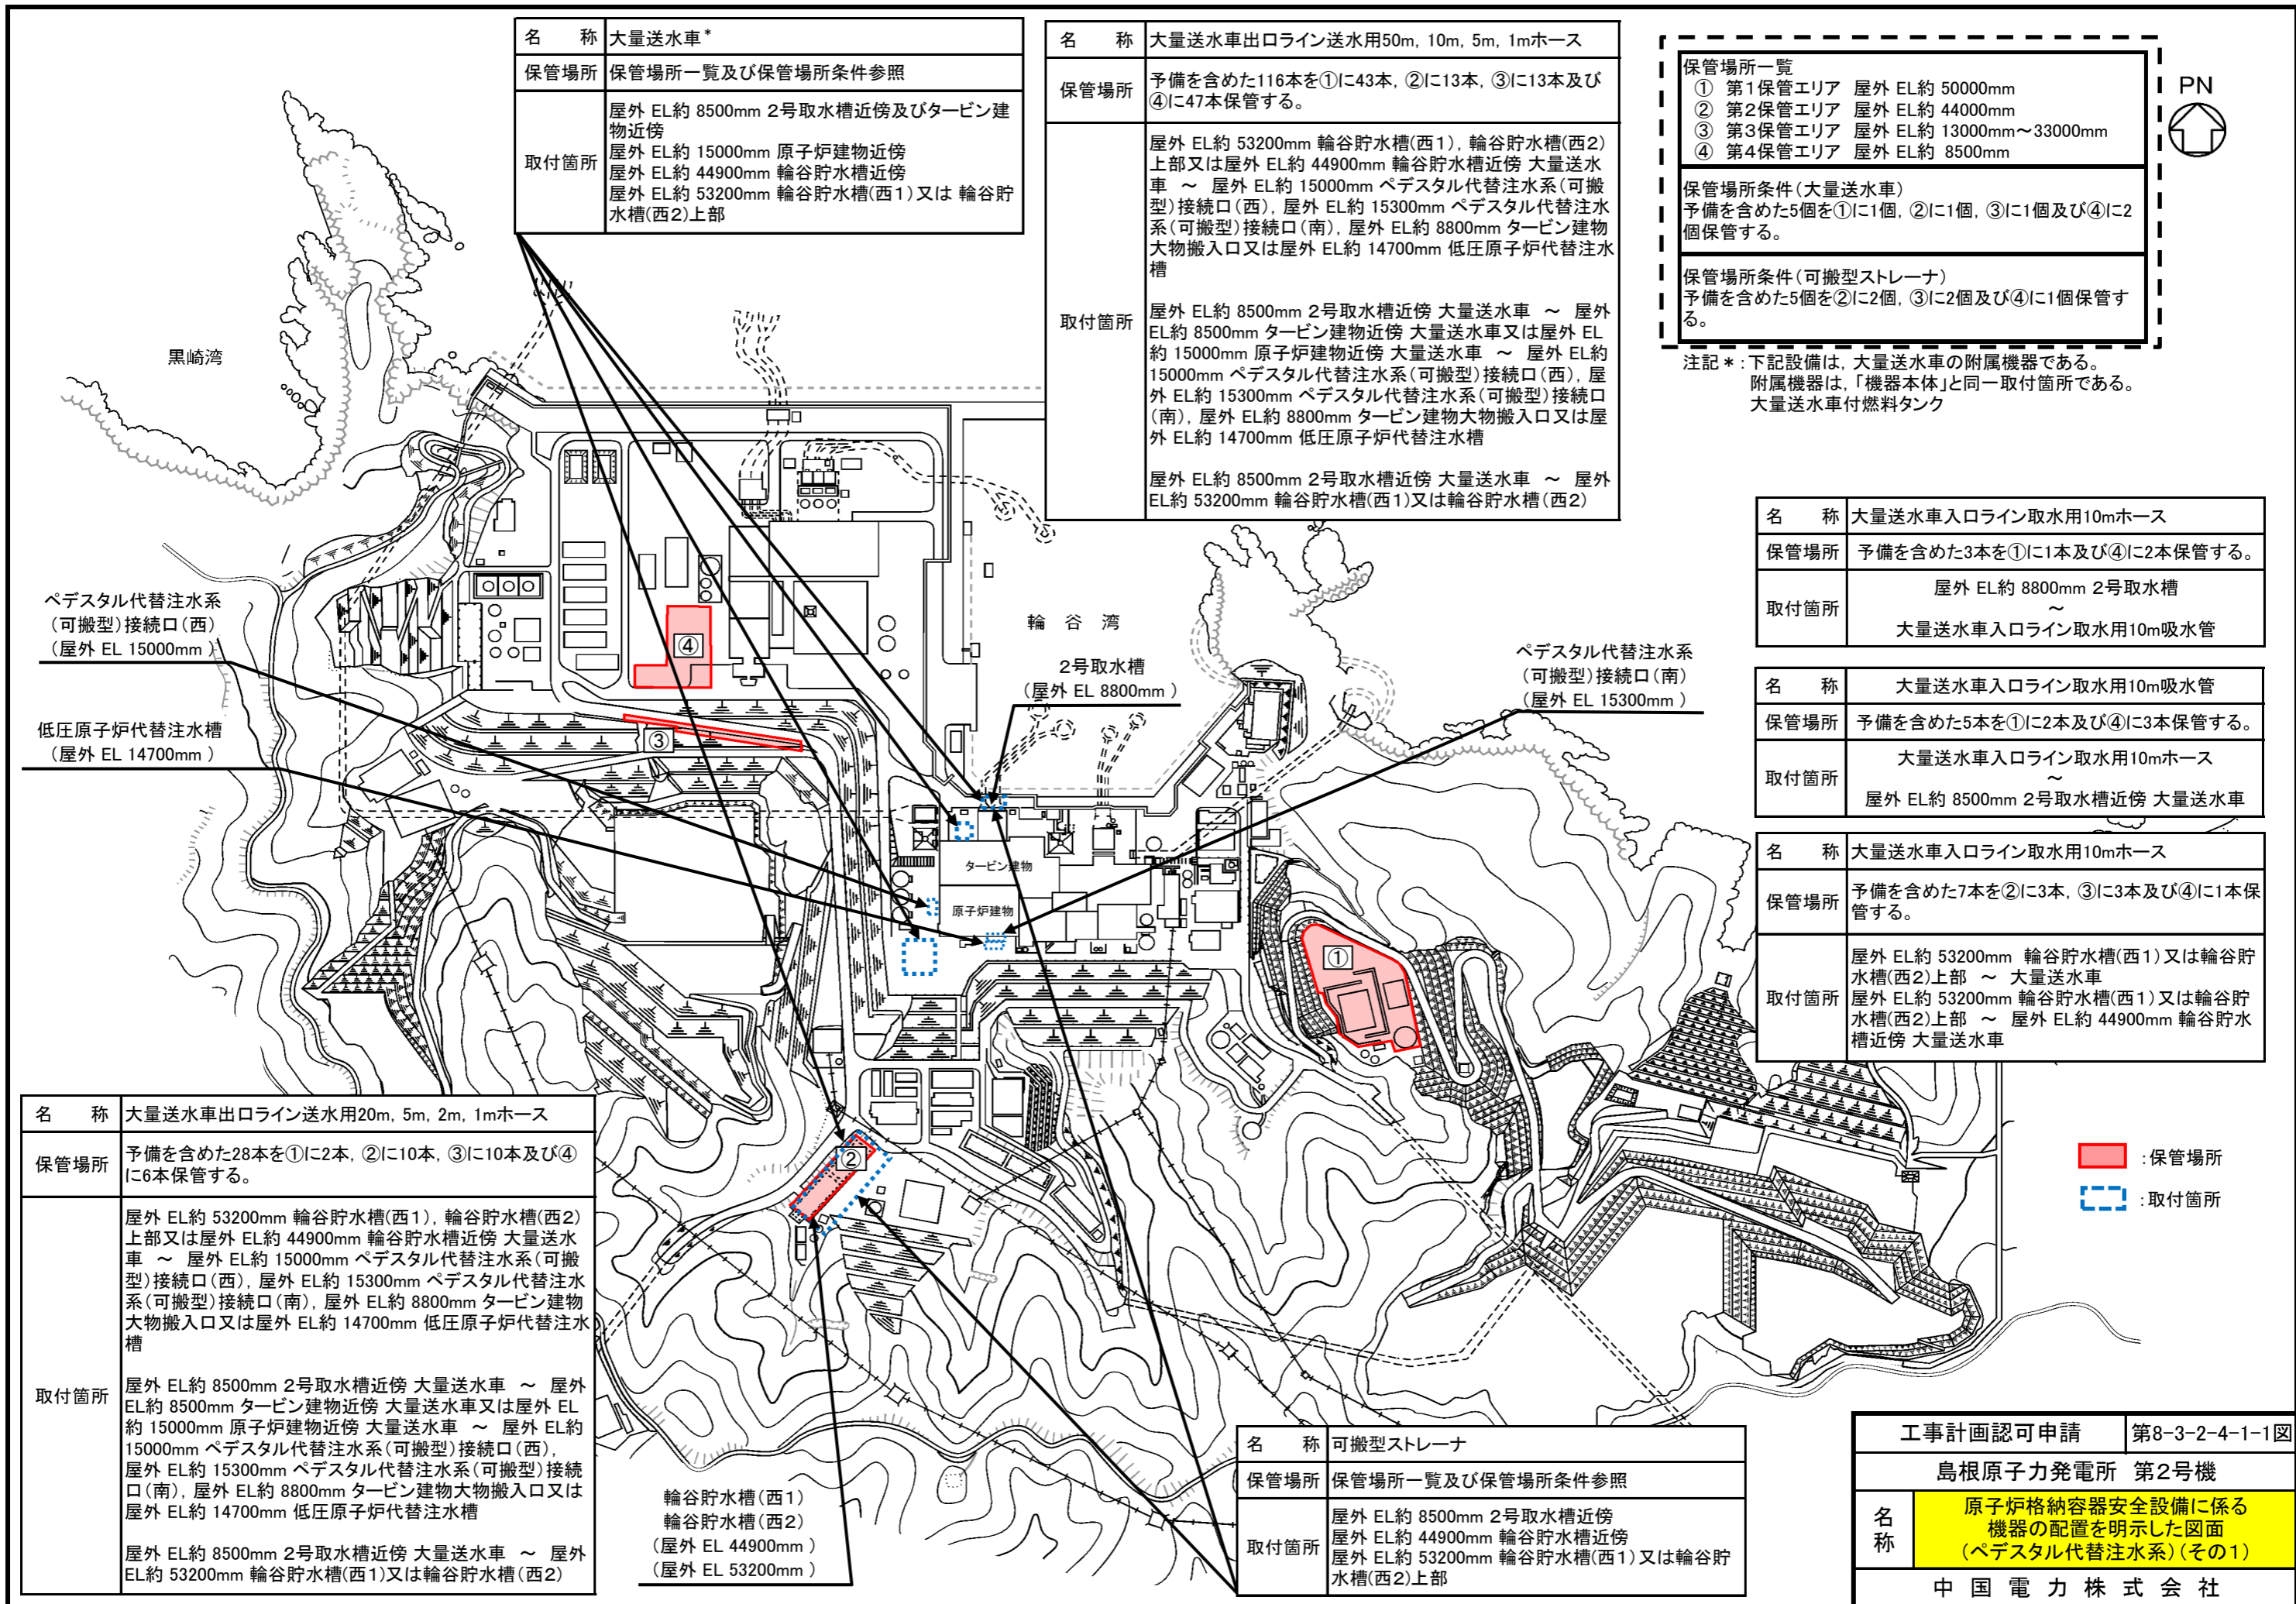 名　称 大量送水車*
保管場所 保管場所一覧及び保管場所条件参照
取付箇所
屋外 EL約 8500mm 2号取水槽近傍及びタービン建
物近傍
屋外 EL約 15000mm 原子炉建物近傍
屋外 EL約 44900mm 輪谷貯水槽近傍
屋外 EL約 53200mm 輪谷貯水槽(西1)又は 輪谷貯
水槽(西2)上部
名　称 大量送水車出口ライン送水用50m, 10m, 5m, 1mホース
保管場所
予備を含めた116本を①に43本, ②に13本, ③に13本及び
④に47本保管する。
取付箇所
屋外 EL約 53200mm 輪谷貯水槽(西1), 輪谷貯水槽(西2)
上部又は屋外 EL約 44900mm 輪谷貯水槽近傍 大量送水
車 ～ 屋外 EL約 15000mm ペデスタル代替注水系(可搬
型)接続口(西), 屋外 EL約 15300mm ペデスタル代替注水
系(可搬型)接続口(南), 屋外 EL約 8800mm タービン建物
大物搬入口又は屋外 EL約 14700mm 低圧原子炉代替注水
槽
屋外 EL約 8500mm 2号取水槽近傍 大量送水車 ～ 屋外
EL約 8500mm タービン建物近傍 大量送水車又は屋外 EL
約 15000mm 原子炉建物近傍 大量送水車 ～ 屋外 EL約
15000mm ペデスタル代替注水系(可搬型)接続口(西), 屋
外 EL約 15300mm ペデスタル代替注水系(可搬型)接続口
(南), 屋外 EL約 8800mm タービン建物大物搬入口又は屋
外 EL約 14700mm 低圧原子炉代替注水槽
屋外 EL約 8500mm 2号取水槽近傍 大量送水車 ～ 屋外
EL約 53200mm 輪谷貯水槽(西1)又は輪谷貯水槽(西2)
保管場所一覧
① 第1保管エリア 屋外 EL約 50000mm
② 第2保管エリア 屋外 EL約 44000mm
③ 第3保管エリア 屋外 EL約 13000mm～33000mm
④ 第4保管エリア 屋外 EL約 8500mm
保管場所条件(大量送水車)
予備を含めた5個を①に1個, ②に1個, ③に1個及び④に2
個保管する。
保管場所条件(可搬型ストレーナ)
予備を含めた5個を②に2個, ③に2個及び④に1個保管す
る。
PN
注記＊:下記設備は, 大量送水車の附属機器である。
附属機器は,「機器本体」と同一取付箇所である。
大量送水車付燃料タンク
名　称 大量送水車入口ライン取水用10mホース
保管場所 予備を含めた3本を①に1本及び④に2本保管する。
取付箇所
屋外 EL約 8800mm 2号取水槽
～
大量送水車入口ライン取水用10m吸水管
名　称 大量送水車入口ライン取水用10m吸水管
保管場所 予備を含めた5本を①に2本及び④に3本保管する。
取付箇所
大量送水車入口ライン取水用10mホース
～
屋外 EL約 8500mm 2号取水槽近傍 大量送水車
名　称 大量送水車入口ライン取水用10mホース
保管場所
予備を含めた7本を②に3本, ③に3本及び④に1本保
管する。
取付箇所
屋外 EL約 53200mm 輪谷貯水槽(西1)又は輪谷貯
水槽(西2)上部 ～ 大量送水車
屋外 EL約 53200mm 輪谷貯水槽(西1)又は輪谷貯
水槽(西2)上部 ～ 屋外 EL約 44900mm 輪谷貯水
槽近傍 大量送水車
黒崎湾
輪 谷 湾
ペデスタル代替注水系
(可搬型)接続口(西)
(屋外 EL 15000mm )
低圧原子炉代替注水槽
(屋外 EL 14700mm )
2号取水槽
(屋外 EL 8800mm )
ペデスタル代替注水系
(可搬型)接続口(南)
(屋外 EL 15300mm )
④
③
タービン建物
原子炉建物
①
②
名　称 大量送水車出口ライン送水用20m, 5m, 2m, 1mホース
保管場所
予備を含めた28本を①に2本, ②に10本, ③に10本及び④
に6本保管する。
取付箇所
屋外 EL約 53200mm 輪谷貯水槽(西1), 輪谷貯水槽(西2)
上部又は屋外 EL約 44900mm 輪谷貯水槽近傍 大量送水
車 ～ 屋外 EL約 15000mm ペデスタル代替注水系(可搬
型)接続口(西), 屋外 EL約 15300mm ペデスタル代替注水
系(可搬型)接続口(南), 屋外 EL約 8800mm タービン建物
大物搬入口又は屋外 EL約 14700mm 低圧原子炉代替注水
槽
屋外 EL約 8500mm 2号取水槽近傍 大量送水車 ～ 屋外
EL約 8500mm タービン建物近傍 大量送水車又は屋外 EL
約 15000mm 原子炉建物近傍 大量送水車 ～ 屋外 EL約
15000mm ペデスタル代替注水系(可搬型)接続口(西),
屋外 EL約 15300mm ペデスタル代替注水系(可搬型)接続
口(南), 屋外 EL約 8800mm タービン建物大物搬入口又は
屋外 EL約 14700mm 低圧原子炉代替注水槽
屋外 EL約 8500mm 2号取水槽近傍 大量送水車 ～ 屋外
EL約 53200mm 輪谷貯水槽(西1)又は輪谷貯水槽(西2)
輪谷貯水槽(西1)
輪谷貯水槽(西2)
(屋外 EL 44900mm )
(屋外 EL 53200mm )
名　称 可搬型ストレーナ
保管場所 保管場所一覧及び保管場所条件参照
取付箇所
屋外 EL約 8500mm 2号取水槽近傍
屋外 EL約 44900mm 輪谷貯水槽近傍
屋外 EL約 53200mm 輪谷貯水槽(西1)又は輪谷貯
水槽(西2)上部
:保管場所
:取付箇所
工事計画認可申請 第8-3-2-4-1-1図
島根原子力発電所 第2号機
名称
原子炉格納容器安全設備に係る
機器の配置を明示した図面
(ペデスタル代替注水系)(その1)
中 国 電 力 株 式 会 社